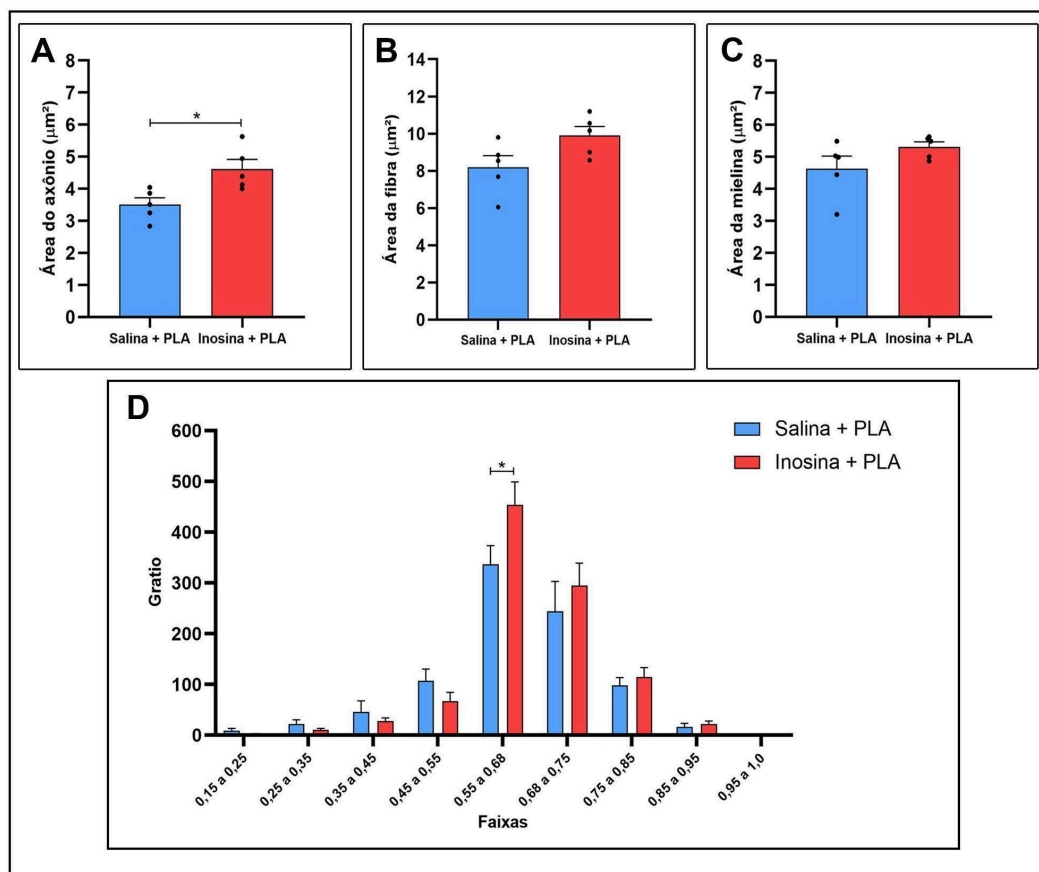 A
Área do axônio (μm²)
8
7
6
5
4
3
2
1
0
*
Salina + PLA
Inosina + PLA
B
Área da fibra (μm²)
14
12
10
8
6
4
2
0
Salina + PLA
Inosina + PLA
C
Área da mielina (μm²)
8
7
6
5
4
3
2
1
0
Salina + PLA
Inosina + PLA
D
Gratio
600
500
400
300
200
100
0
*
Salina + PLA
Inosina + PLA
0,15 a 0,25
0,25 a 0,35
0,35 a 0,45
0,45 a 0,55
0,55 a 0,68
0,68 a 0,75
0,75 a 0,85
0,85 a 0,95
0,95 a 1,0
Faixas